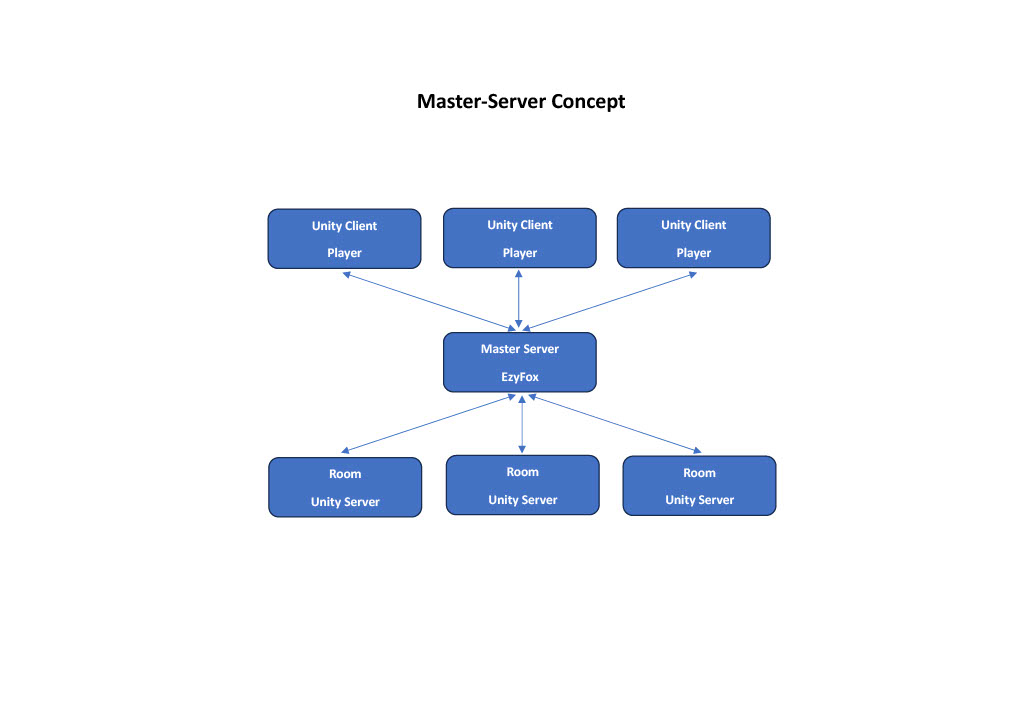 Master-Server Concept
Unity Client
Player
Unity Client
Player
Unity Client
Player
Master Server
EzyFox
Room
Unity Server
Room
Unity Server
Room
Unity Server